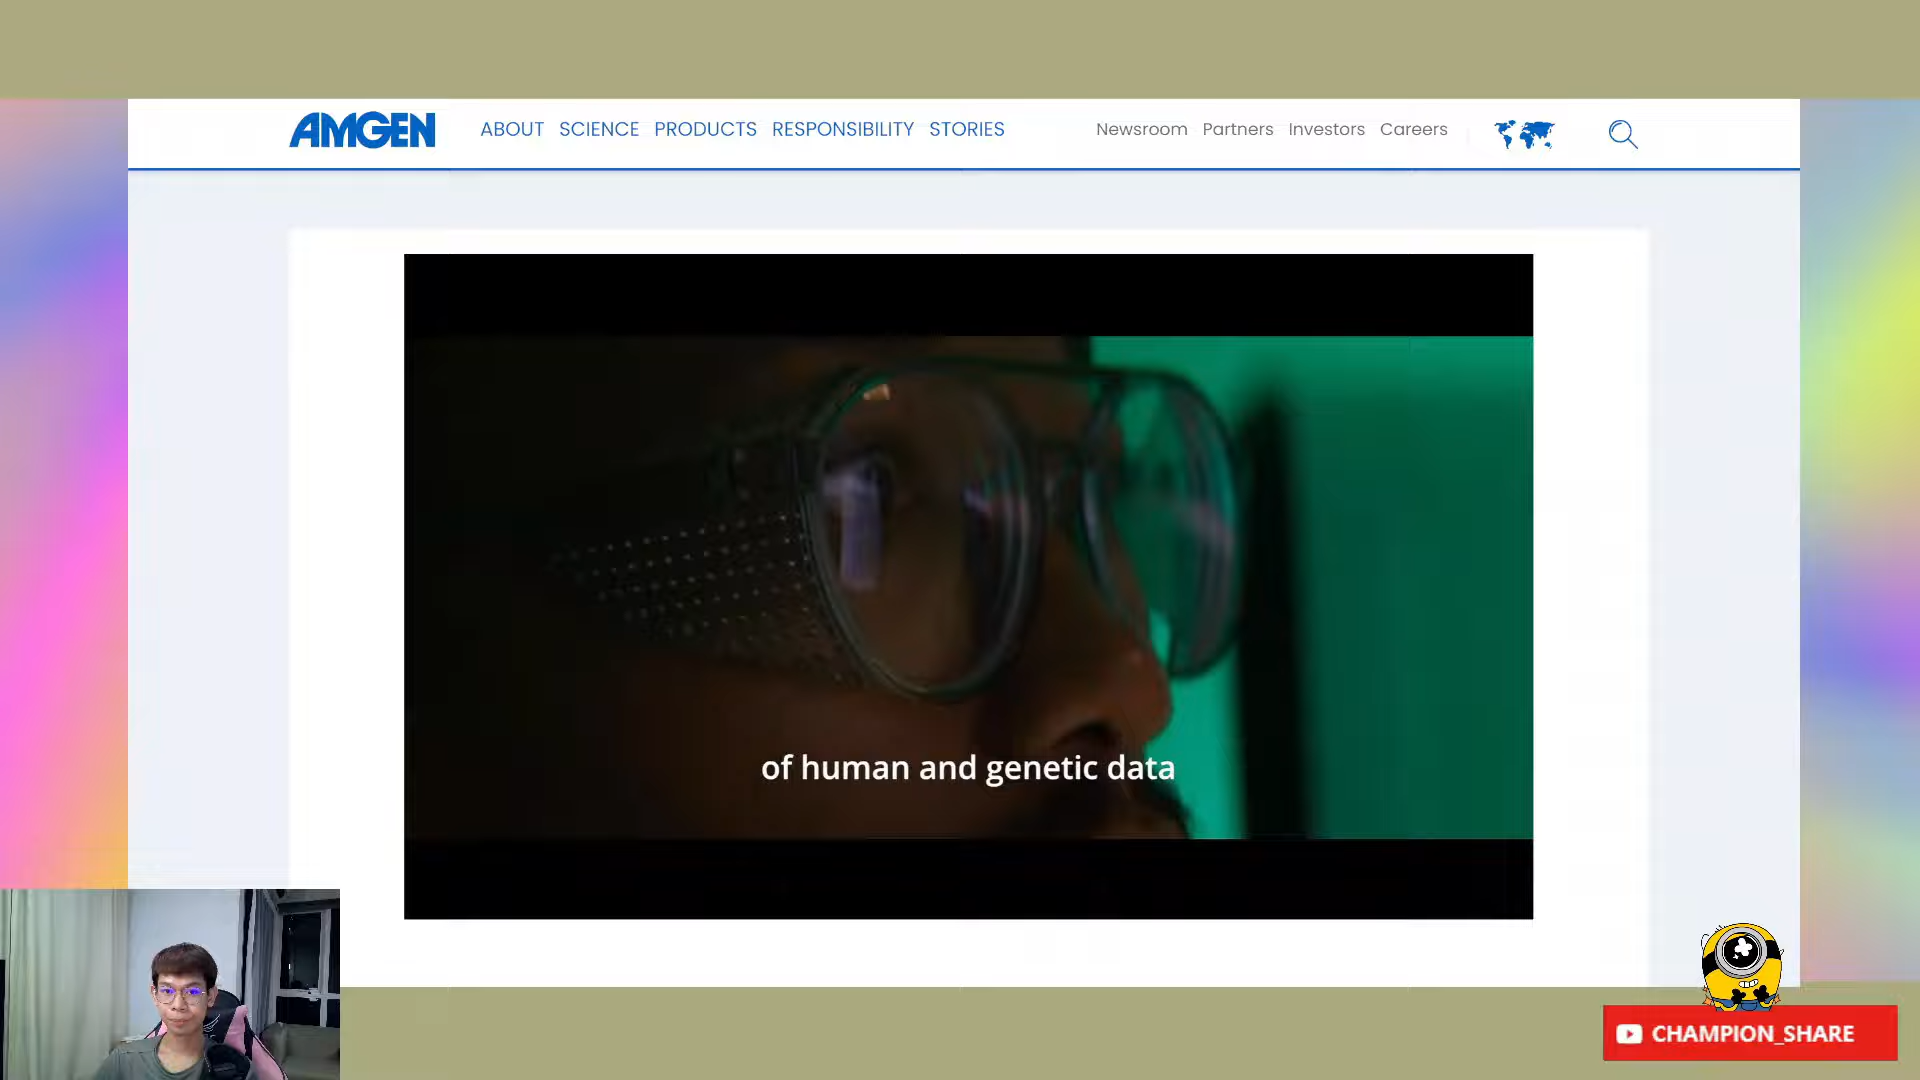 AMGEN
ABOUT SCIENCE PRODUCTS RESPONSIBILITY STORIES
Newsroom Partners Investors Careers
of human and genetic data
CHAMPION_SHARE